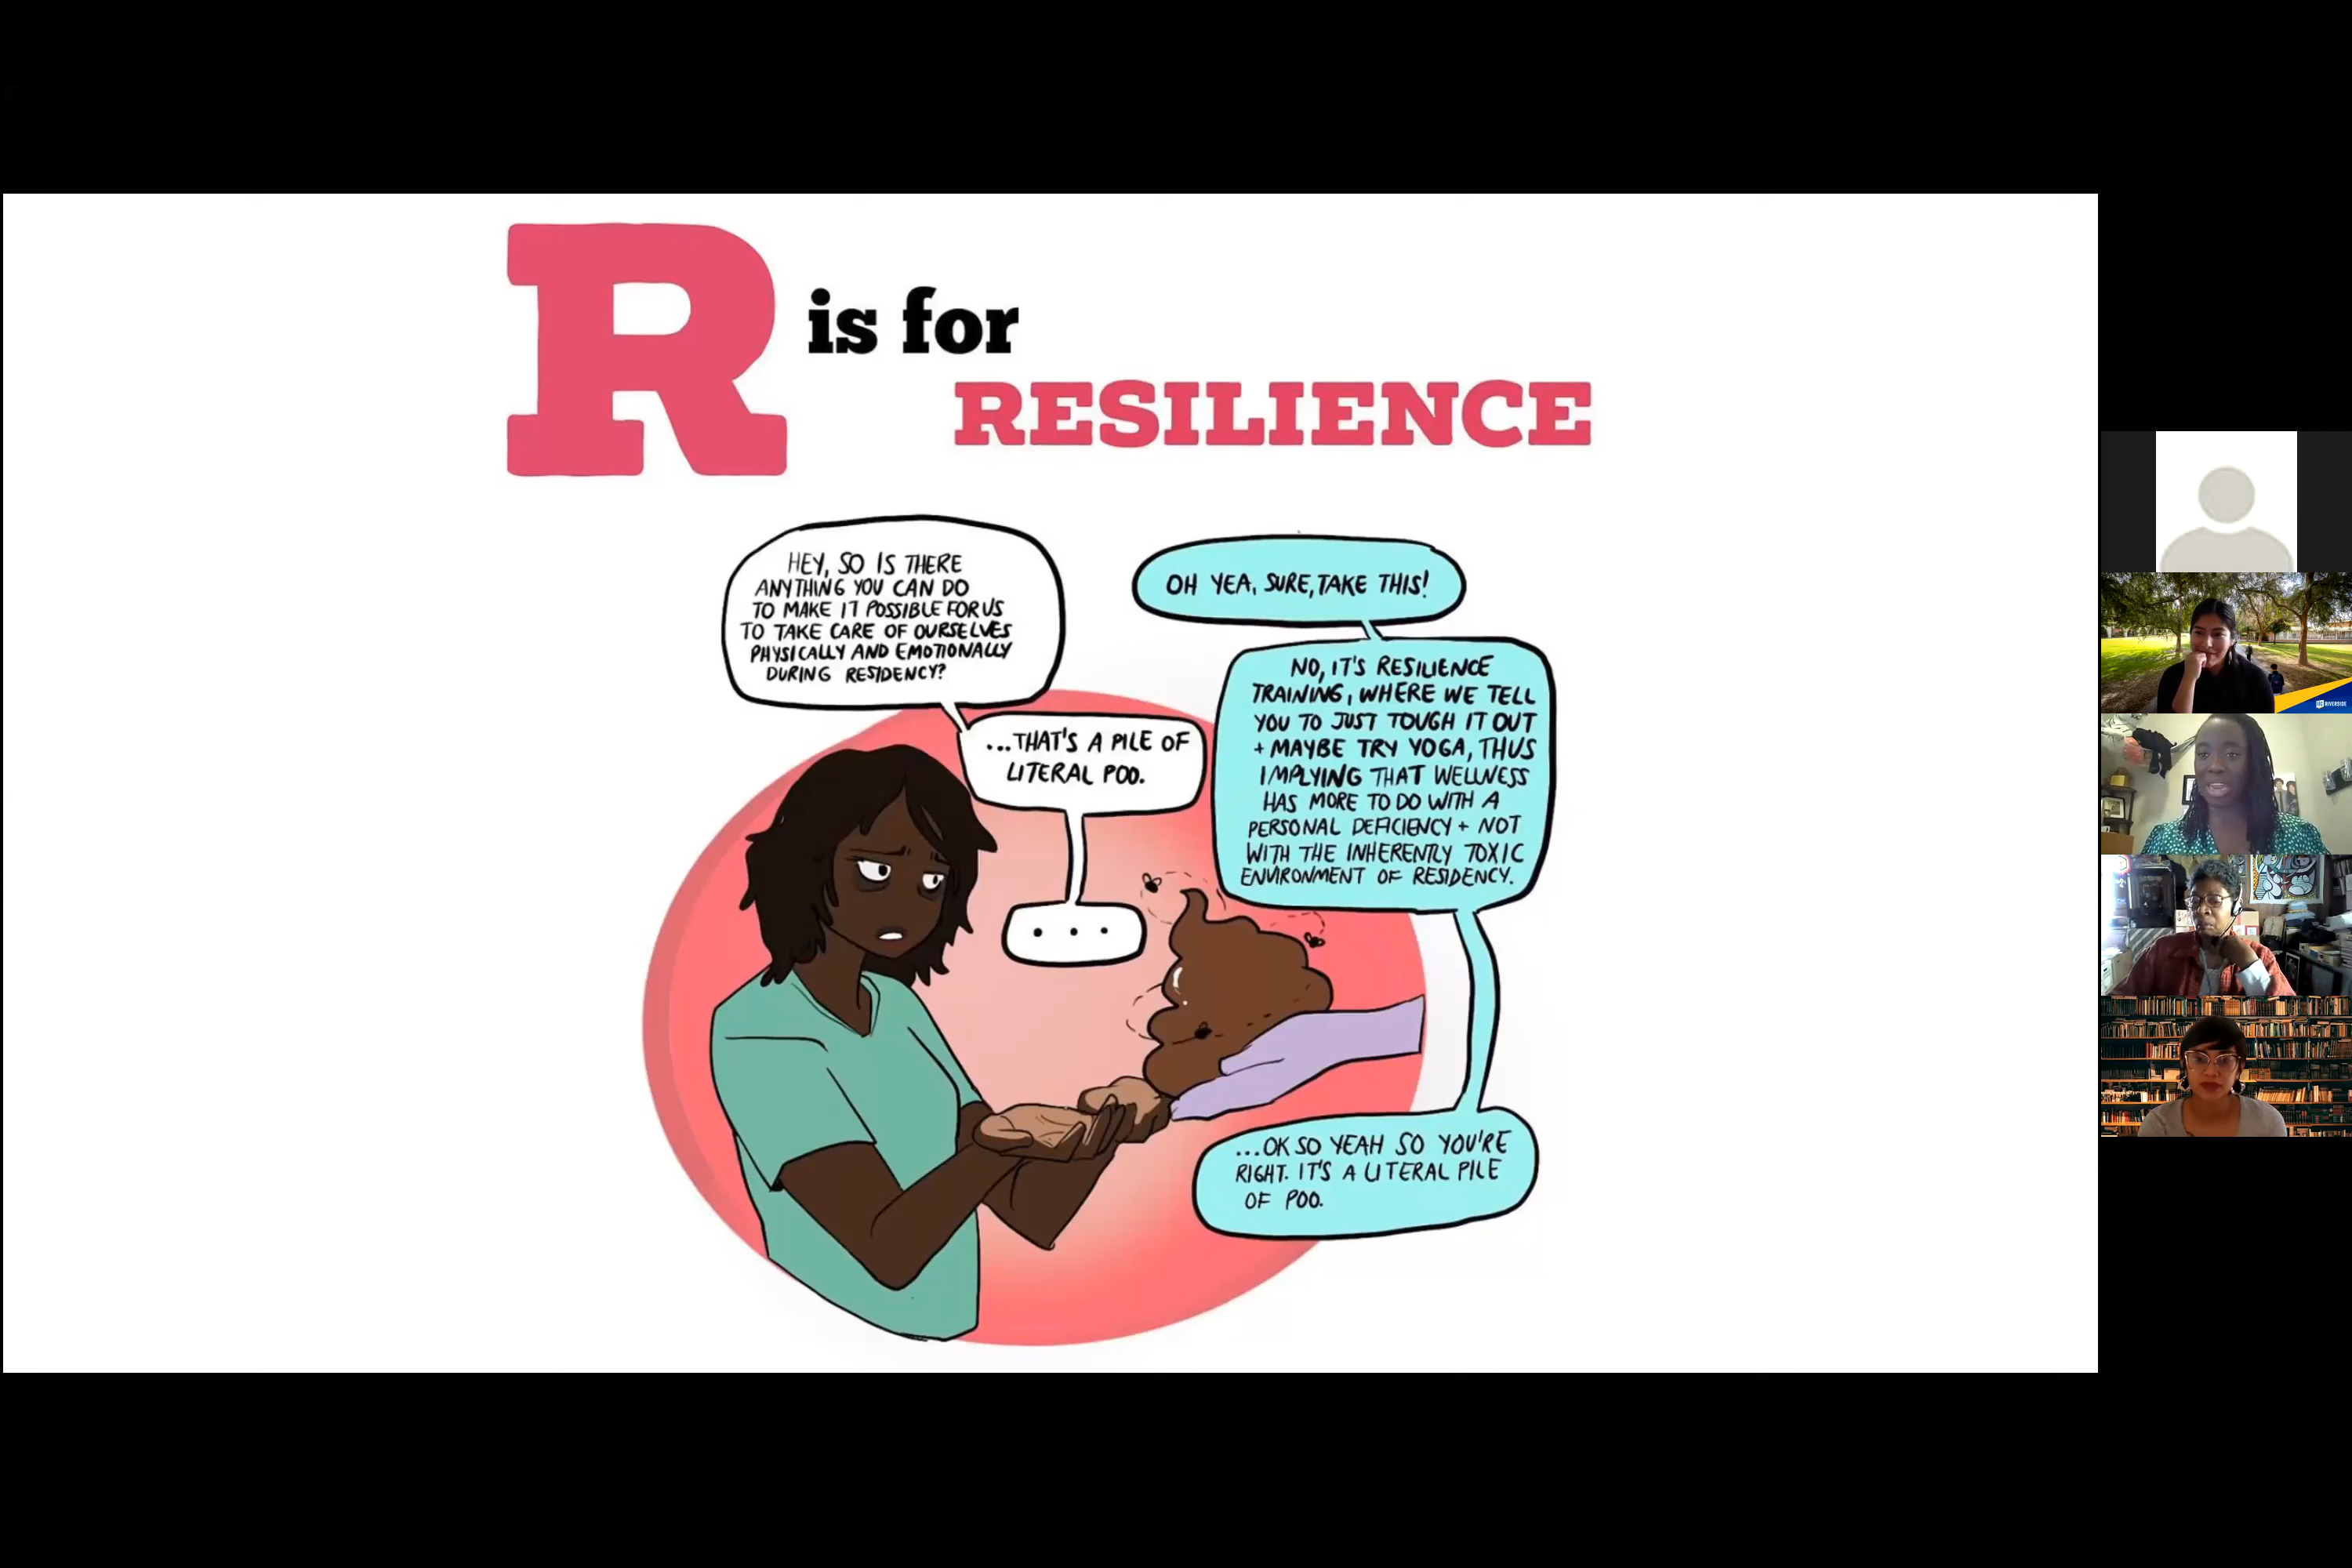 R is for
RESILIENCE
HEY, SO IS THERE
ANYTHING YOU CAN DO
TO MAKE IT POSSIBLE FOR US
TO TAKE CARE OF OURSELVES
PHYSICALLY AND EMOTIONALLY
DURING RESIDENCY?
OH YEA, SURE, TAKE THIS!
...THAT'S A PILE OF
LITERAL POO.
NO, IT'S RESILIENCE
TRAINING, WHERE WE TELL
YOU TO JUST TOUGH IT OUT
+ MAYBE TRY YOGA, THUS
IMPLYING THAT WELLNESS
HAS MORE TO DO WITH A
PERSONAL DEFICIENCY + NOT
WITH THE INHERENTLY TOXIC
ENVIRONMENT OF RESIDENCY.
...
...OK SO YEAH SO YOU'RE
RIGHT. IT'S A LITERAL PILE
OF POO.
RIVERSIDE